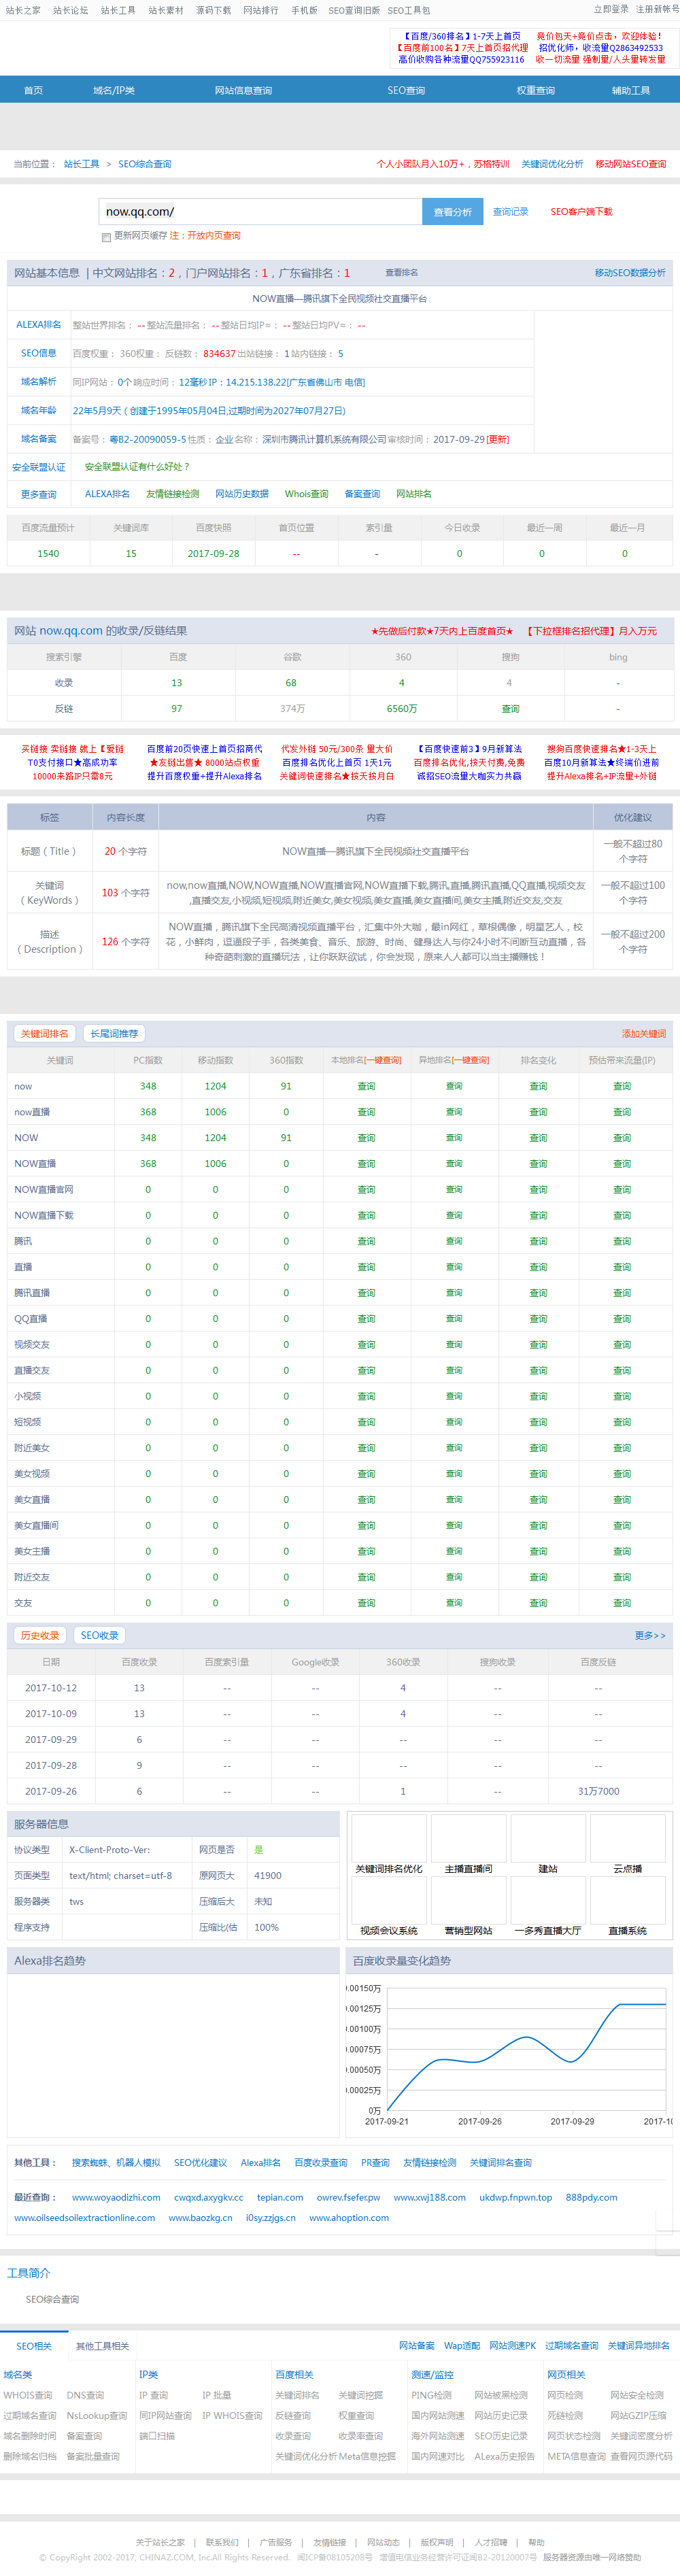 站长之家 站长论坛 站长工具 站长素材 源码下载 网站排行 手机版 SEO查询旧版 SEO工具包 立即登录 注册新帐号
【百度/360排名】1-7天上首页 竞价包天+竞价点击，欢迎体验！
【百度前100名】7天上首页招代理 招优化师，收流量Q2863492533
高价收购各种流量QQ755923116 收一切流量 强制量/人头量转发量
首页 域名/IP类 网站信息查询 SEO查询 权重查询 辅助工具
当前位置： 站长工具 > SEO综合查询 个人小团队月入10万+，苏格特训 关键词优化分析 移动网站SEO查询
now.qq.com/ 查看分析 查询记录 SEO客户端下载
更新网页缓存 注：开放内页查询
网站基本信息 | 中文网站排名：2，门户网站排名：1，广东省排名：1 查看排名 移动SEO数据分析
NOW直播—腾讯旗下全民视频社交直播平台
ALEXA排名 整站世界排名： -- 整站流量排名： -- 整站日均IP≈： -- 整站日均PV≈： --
SEO信息 百度权重： 360权重： 反链数： 834637 出站链接： 1 站内链接： 5
域名解析 同IP网站： 0个 响应时间： 12毫秒 IP：14.215.138.22[广东省佛山市 电信]
域名年龄 22年5月9天（创建于1995年05月04日,过期时间为2027年07月27日)
域名备案 备案号： 粤B2-20090059-5 性质： 企业 名称： 深圳市腾讯计算机系统有限公司 审核时间： 2017-09-29 [更新]
安全联盟认证 安全联盟认证有什么好处？
更多查询 ALEXA排名 友情链接检测 网站历史数据 Whois查询 备案查询 网站排名
百度流量预计 关键词库 百度快照 首页位置 索引量 今日收录 最近一周 最近一月
1540 15 2017-09-28 -- - 0 0 0
网站 now.qq.com 的收录/反链结果 ★先做后付款★7天内上百度首页★ 【下拉框排名招代理】月入万元
搜索引擎 百度 谷歌 360 搜狗 bing
收录 13 68 4 4 -
反链 97 374万 6560万 查询 -
买链接 卖链接 就上【爱链 百度前20页快速上首页招商代 代发外链 50元/300条 量大价 【百度快速前3】9月新算法 搜狗百度快速排名★1-3天上
T0支付接口★高成功率 ★友链出售★ 8000站点权重 百度排名优化上首页 1天1元 百度排名优化,按天付费,免费 百度10月新算法★终端价进前
10000来路IP只需8元 提升百度权重+提升Alexa排名 关键词快速排名★按天按月白 诚招SEO流量大咖实力共赢 提升Alexa排名+IP流量+外链
标签 内容长度 内容 优化建议
标题（Title） 20 个字符 NOW直播—腾讯旗下全民视频社交直播平台 一般不超过80
个字符
关键词
（KeyWords） 103 个字符 now,now直播,NOW,NOW直播,NOW直播官网,NOW直播下载,腾讯,直播,腾讯直播,QQ直播,视频交友
,直播交友,小视频,短视频,附近美女,美女视频,美女直播,美女直播间,美女主播,附近交友,交友 一般不超过100
个字符
描述
（Description） 126 个字符 NOW直播，腾讯旗下全民高清视频直播平台，汇集中外大咖，最in网红，草根偶像，明星艺人，校
花，小鲜肉，逗逼段子手，各类美食、音乐、旅游、时尚、健身达人与你24小时不间断互动直播，各
种奇葩刺激的直播玩法，让你跃跃欲试，你会发现，原来人人都可以当主播赚钱！ 一般不超过200
个字符
关键词排名 长尾词推荐 添加关键词
关键词 PC指数 移动指数 360指数 本地排名[一键查询] 异地排名[一键查询] 排名变化 预估带来流量(IP)
now 348 1204 91 查询 查询 查询 查询
now直播 368 1006 0 查询 查询 查询 查询
NOW 348 1204 91 查询 查询 查询 查询
NOW直播 368 1006 0 查询 查询 查询 查询
NOW直播官网 0 0 0 查询 查询 查询 查询
NOW直播下载 0 0 0 查询 查询 查询 查询
腾讯 0 0 0 查询 查询 查询 查询
直播 0 0 0 查询 查询 查询 查询
腾讯直播 0 0 0 查询 查询 查询 查询
QQ直播 0 0 0 查询 查询 查询 查询
视频交友 0 0 0 查询 查询 查询 查询
直播交友 0 0 0 查询 查询 查询 查询
小视频 0 0 0 查询 查询 查询 查询
短视频 0 0 0 查询 查询 查询 查询
附近美女 0 0 0 查询 查询 查询 查询
美女视频 0 0 0 查询 查询 查询 查询
美女直播 0 0 0 查询 查询 查询 查询
美女直播间 0 0 0 查询 查询 查询 查询
美女主播 0 0 0 查询 查询 查询 查询
附近交友 0 0 0 查询 查询 查询 查询
交友 0 0 0 查询 查询 查询 查询
历史收录 SEO收录 更多>>
日期 百度收录 百度索引量 Google收录 360收录 搜狗收录 百度反链
2017-10-12 13 -- -- 4 -- --
2017-10-09 13 -- -- 4 -- --
2017-09-29 6 -- -- -- -- --
2017-09-28 9 -- -- -- -- --
2017-09-26 6 -- -- 1 -- 31万7000
服务器信息
协议类型 X-Client-Proto-Ver: 网页是否 是
页面类型 text/html; charset=utf-8 原网页大 41900
服务器类 tws 压缩后大 未知
程序支持 压缩比(估 100%
关键词排名优化 主播直播间 建站 云点播
视频会议系统 营销型网站 一多秀直播大厅 直播系统
Alexa排名趋势 百度收录量变化趋势
0.00150万
0.00125万
0.00100万
0.00075万
0.00050万
0.00025万
0万
2017-09-21 2017-09-26 2017-09-29 2017-10
其他工具： 搜索蜘蛛、机器人模拟 SEO优化建议 Alexa排名 百度收录查询 PR查询 友情链接检测 关键词排名查询
最近查询： www.woyaodizhi.com cwqxd.axygkv.cc tepian.com owrev.fsefer.pw www.xwj188.com ukdwp.fnpwn.top 888pdy.com
www.oilseedsoilextractionline.com www.baozkg.cn i0sy.zzjgs.cn www.ahoption.com
工具简介
SEO综合查询
SEO相关 其他工具相关 网站备案 Wap适配 网站测速PK 过期域名查询 关键词异地排名
域名类 IP类 百度相关 测速/监控 网页相关
WHOIS查询 DNS查询 IP 查询 IP 批量 关键词排名 关键词挖掘 PING检测 网站被黑检测 网页检测 网站安全检测
过期域名查询 NsLookup查询 同IP网站查询 IP WHOIS查询 反链查询 权重查询 国内网站测速 网站历史记录 死链检测 网站GZIP压缩
域名删除时间 备案查询 端口扫描 收录查询 收录率查询 海外网站测速 SEO历史记录 网页状态检测 关键词密度分析
删除域名归档 备案批量查询 关键词优化分析 Meta信息挖掘 国内网速对比 ALexa历史报告 META信息查询 查看网页源代码
关于站长之家 | 联系我们 | 广告服务 | 友情链接 | 网站动态 | 版权声明 | 人才招聘 | 帮助
© CopyRight 2002-2017, CHINAZ.COM, Inc.All Rights Reserved. 闽ICP备08105208号 增值电信业务经营许可证闽B2-20120007号 服务器资源由唯一网络赞助